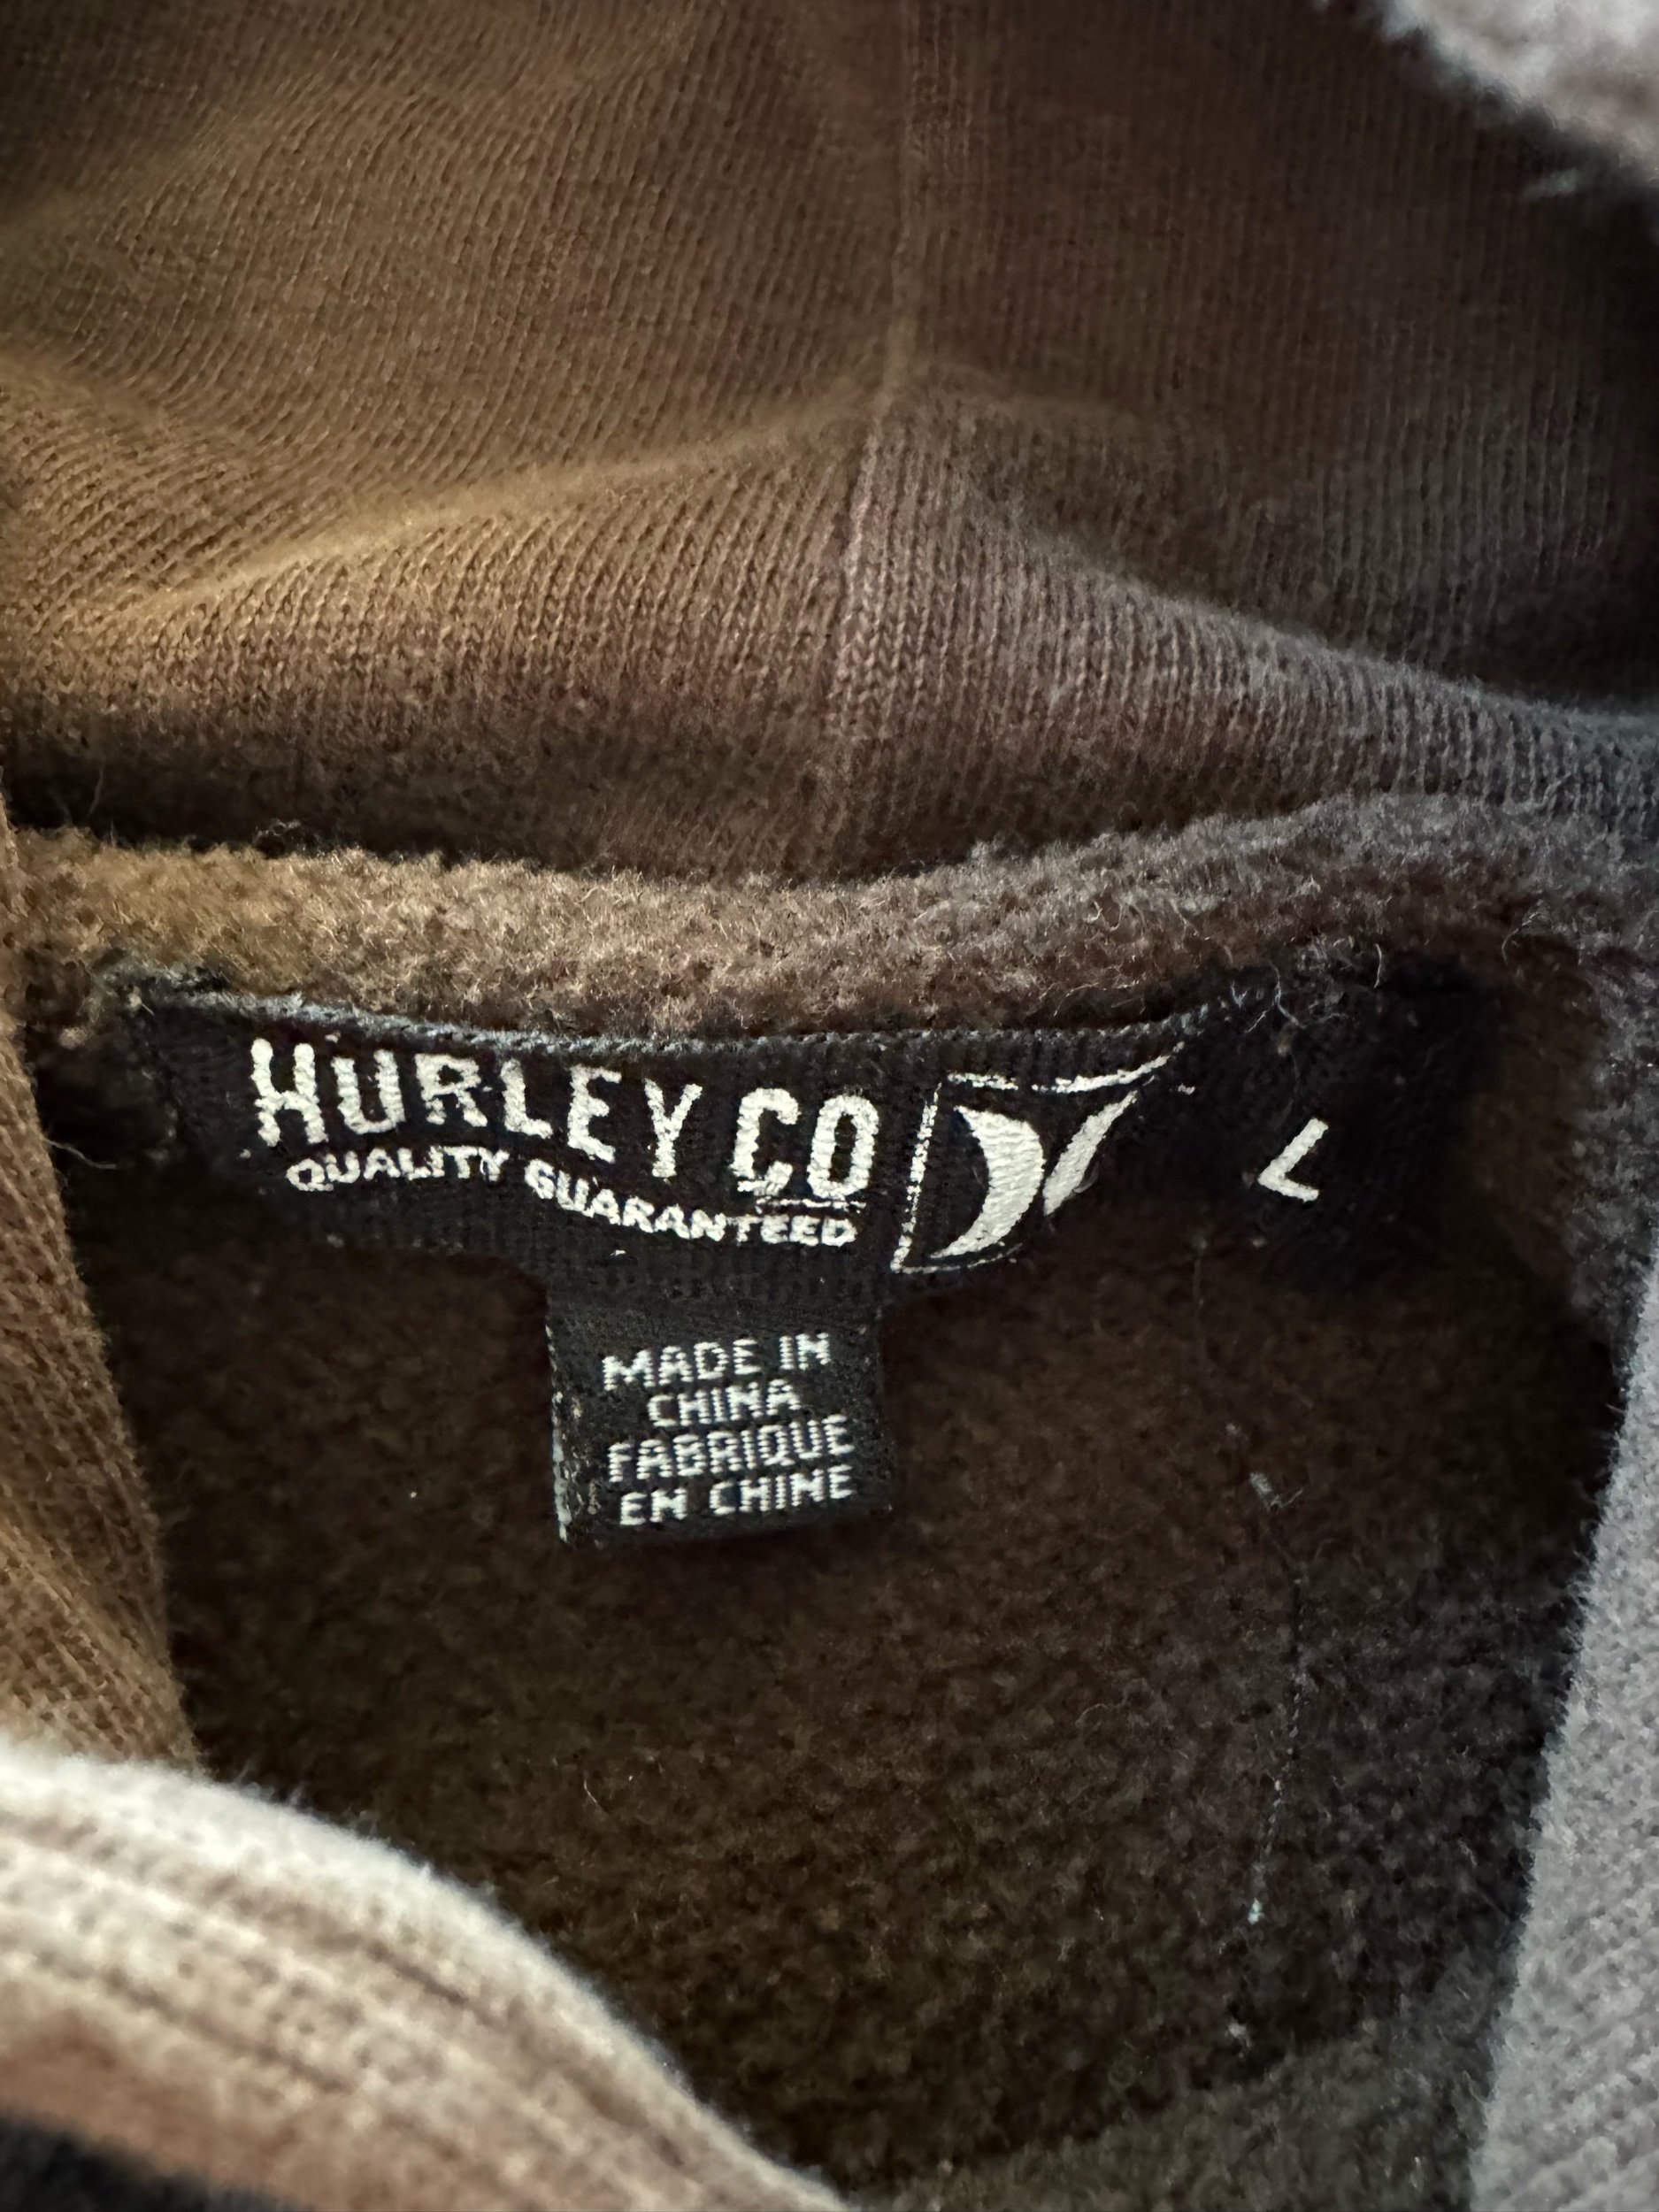 HURLEY CO
QUALITY GUARANTEED
L
MADE IN
CHINA
FABRIQUE
EN CHINE